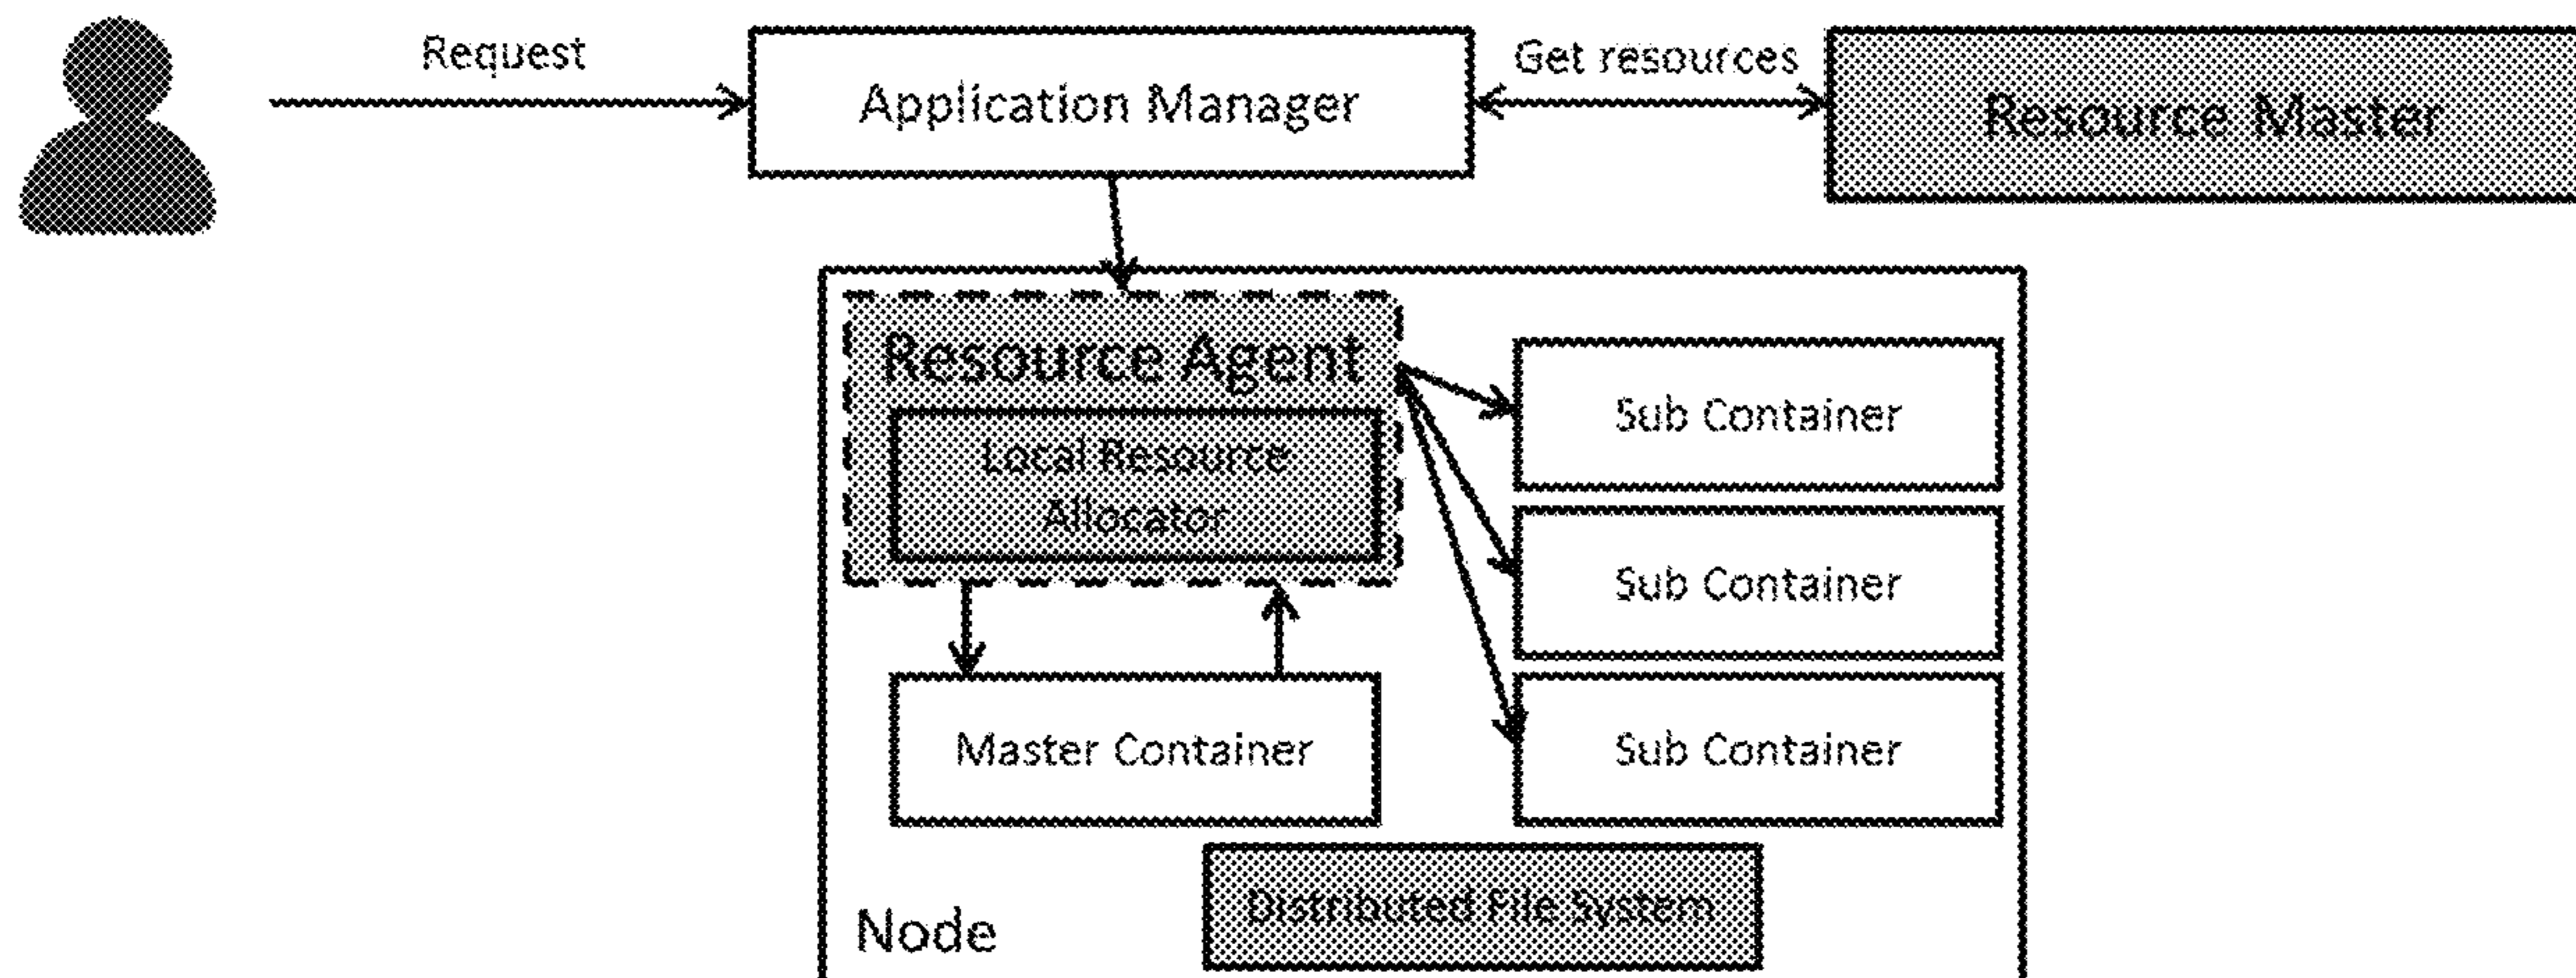 Request
Application Manager
Get resources
Resource Master
Resource Agent
Local Resource
Allocator
Sub Container
Sub Container
Master Container
Sub Container
Distributed File System
Node